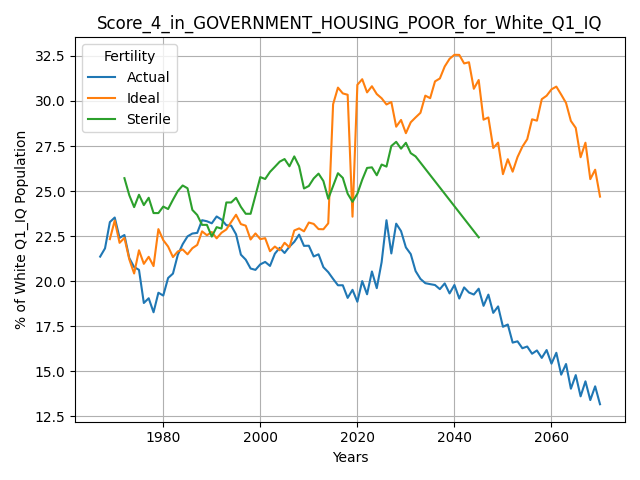 Score_4_in_GOVERNMENT_HOUSING_POOR_for_White_Q1_IQ
Fertility
Actual
Ideal
Sterile
% of White Q1_IQ Population
32.5
30.0
27.5
25.0
22.5
20.0
17.5
15.0
12.5
1980 2000 2020 2040 2060
Years